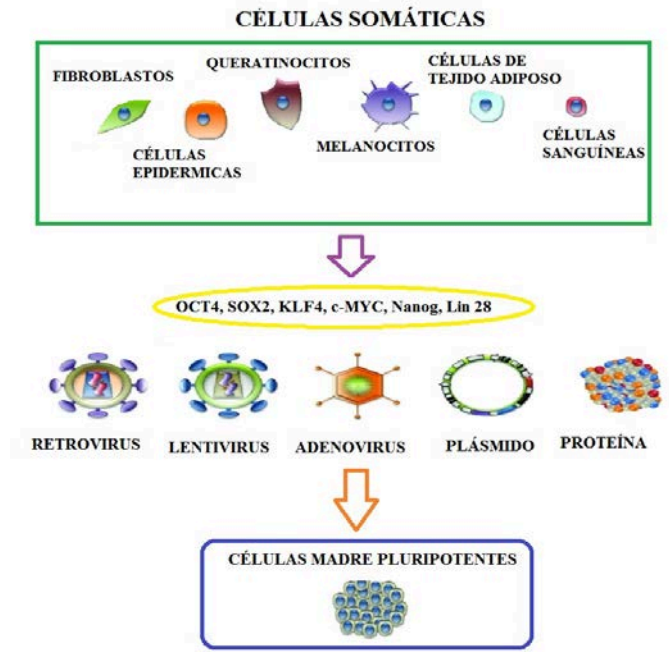 CÉLULAS SOMÁTICAS
FIBROBLASTOS
QUERATINOCITOS
CÉLULAS DE
TEJIDO ADIPOSO
CÉLULAS
EPIDERMICAS
MELANOCITOS
CÉLULAS
SANGUÍNEAS
OCT4, SOX2, KLF4, c-MYC, Nanog, Lin 28
RETROVIRUS
LENTIVIRUS
ADENOVIRUS
PLÁSMIDO
PROTEÍNA
CÉLULAS MADRE PLURIPOTENTES